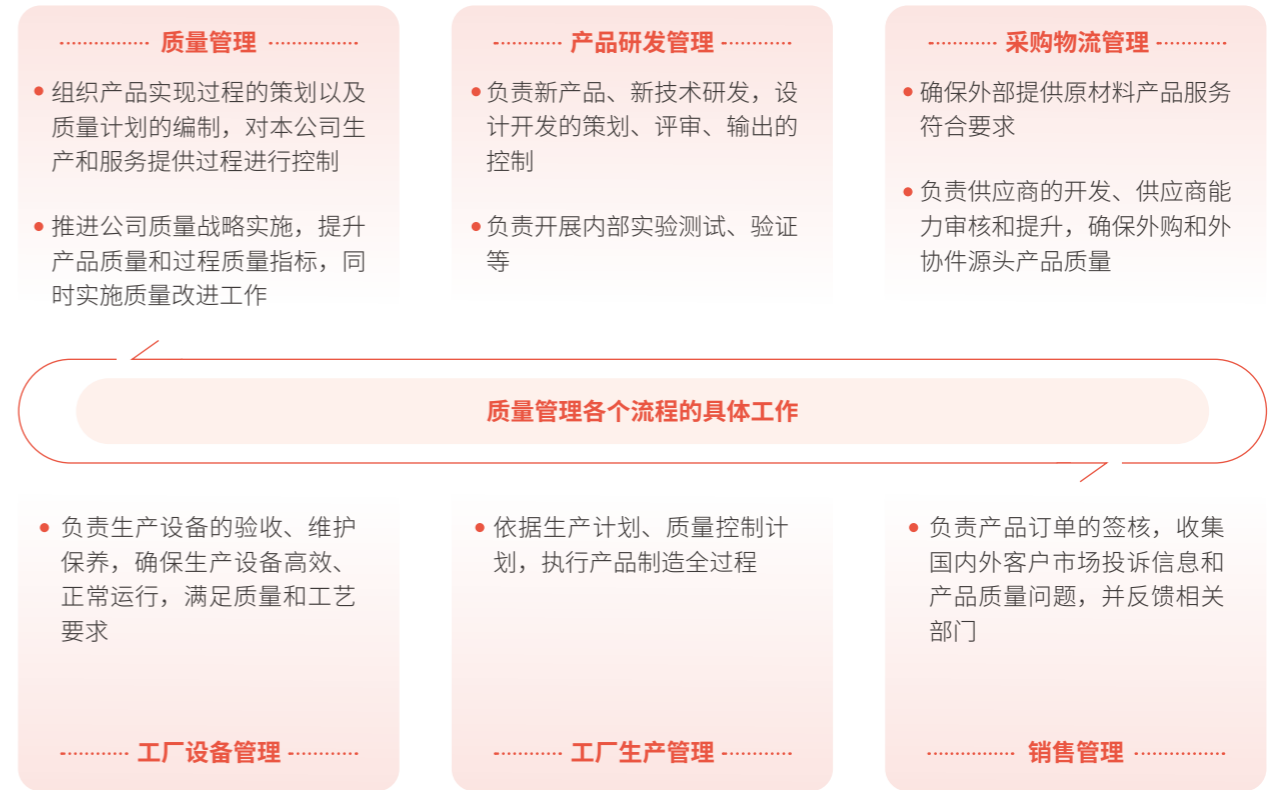 质量管理
组织产品实现过程的策划以及
质量计划的编制，对本公司生
产和服务提供过程进行控制
推进公司质量战略实施，提升
产品质量和过程质量指标，同
时实施质量改进工作
产品研发管理
负责新产品、新技术研发，设
计开发的策划、评审、输出的
控制
负责开展内部实验测试、验证
等
采购物流管理
确保外部提供原材料产品服务
符合要求
负责供应商的开发、供应商能
力审核和提升，确保外购和外
协件源头产品质量
质量管理各个流程的具体工作
负责生产设备的验收、维护
保养，确保生产设备高效、
正常运行，满足质量和工艺
要求
工厂设备管理
依据生产计划、质量控制计
划，执行产品制造全过程
工厂生产管理
负责产品订单的签核，收集
国内外客户市场投诉信息和
产品质量问题，并反馈相关
部门
销售管理